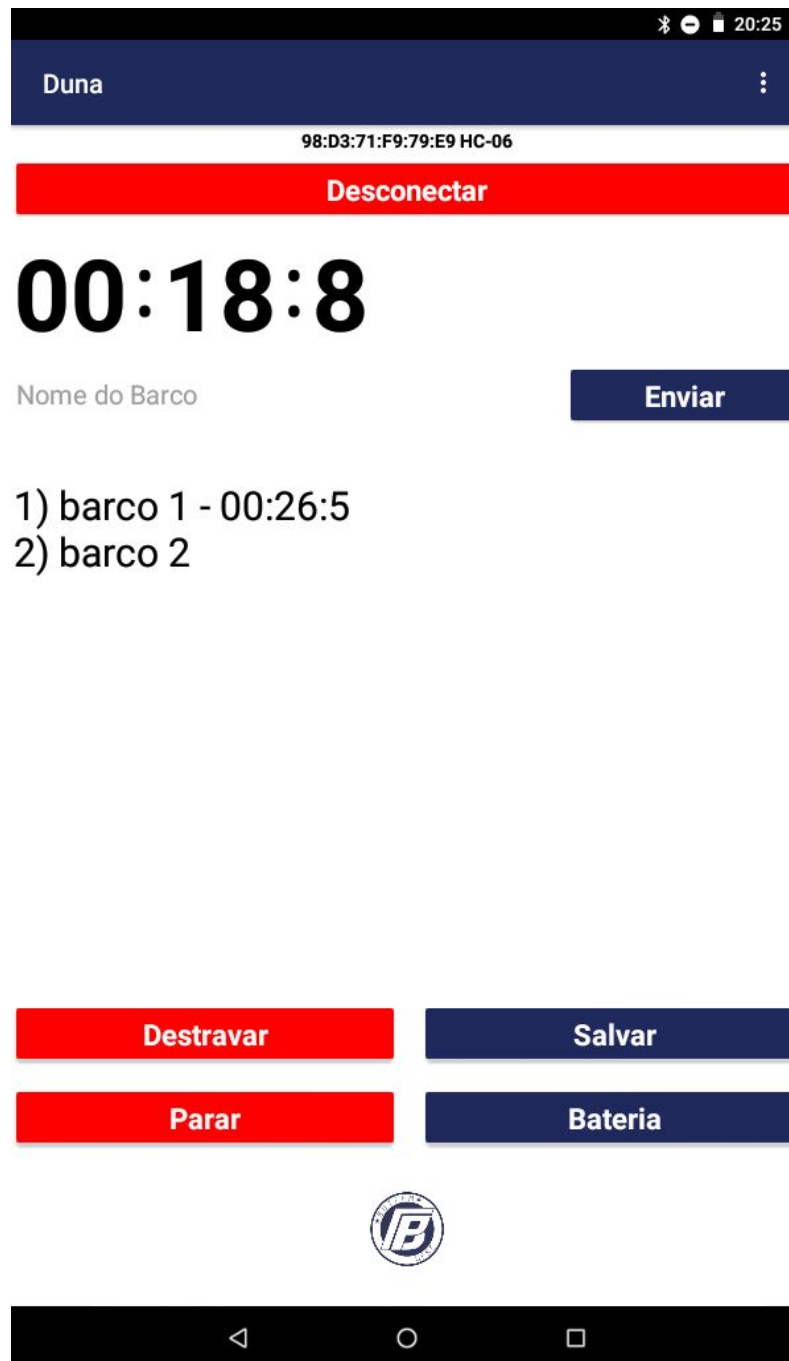 20:25
Duna
98:D3:71:F9:79:E9 HC-06
Desconectar
00:18:8
Nome do Barco
Enviar
1) barco 1 - 00:26:5
2) barco 2
Destravar
Salvar
Parar
Bateria